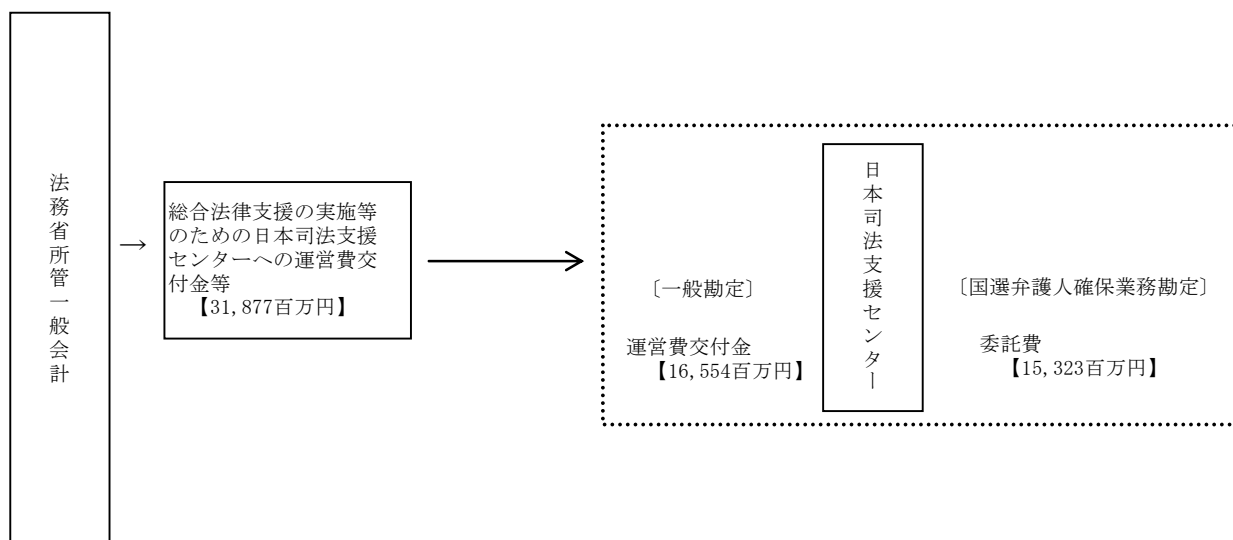 法務省所管一般会計
→
総合法律支援の実施等
のための日本司法支援
センターへの運営費交
付金等
【31,877百万円】
〔一般勘定〕
運営費交付金
【16,554百万円】
日本司法支援センター
〔国選弁護人確保業務勘定〕
委託費
【15,323百万円】